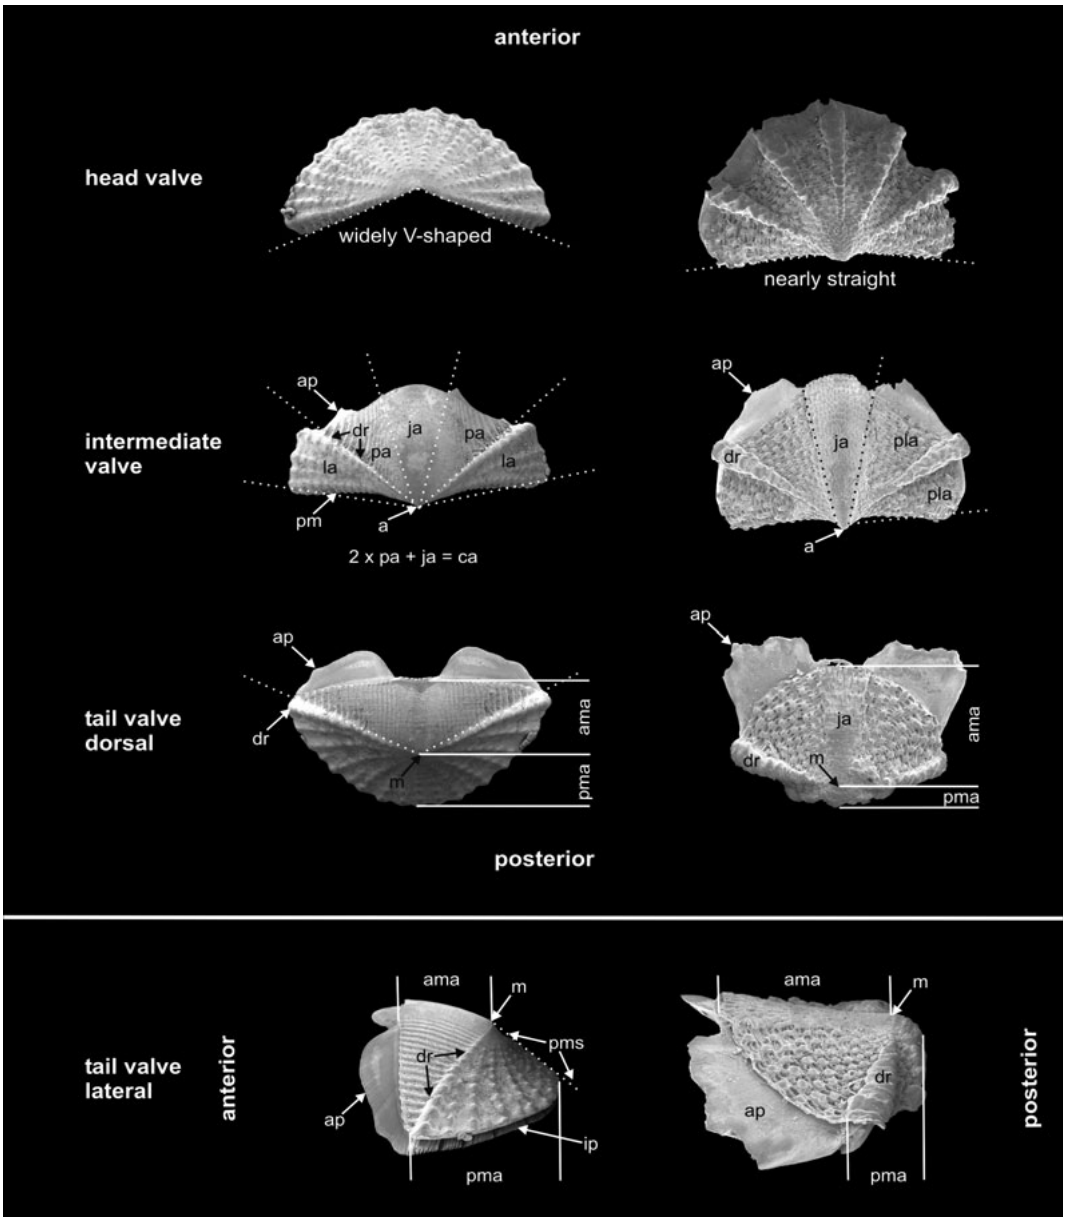 anterior
head valve
widely V-shaped
nearly straight
intermediate
valve
ap
dr
ja
pa
pa
la
la
pm
a
2 x pa + ja = ca
ap
ja
pla
dr
pla
a
tail valve
dorsal
ap
dr
m
ama
pma
ap
ja
dr
m
ama
pma
posterior
tail valve
lateral
anterior
ama
m
pms
dr
ap
ip
pma
ama
m
dr
ap
pma
posterior